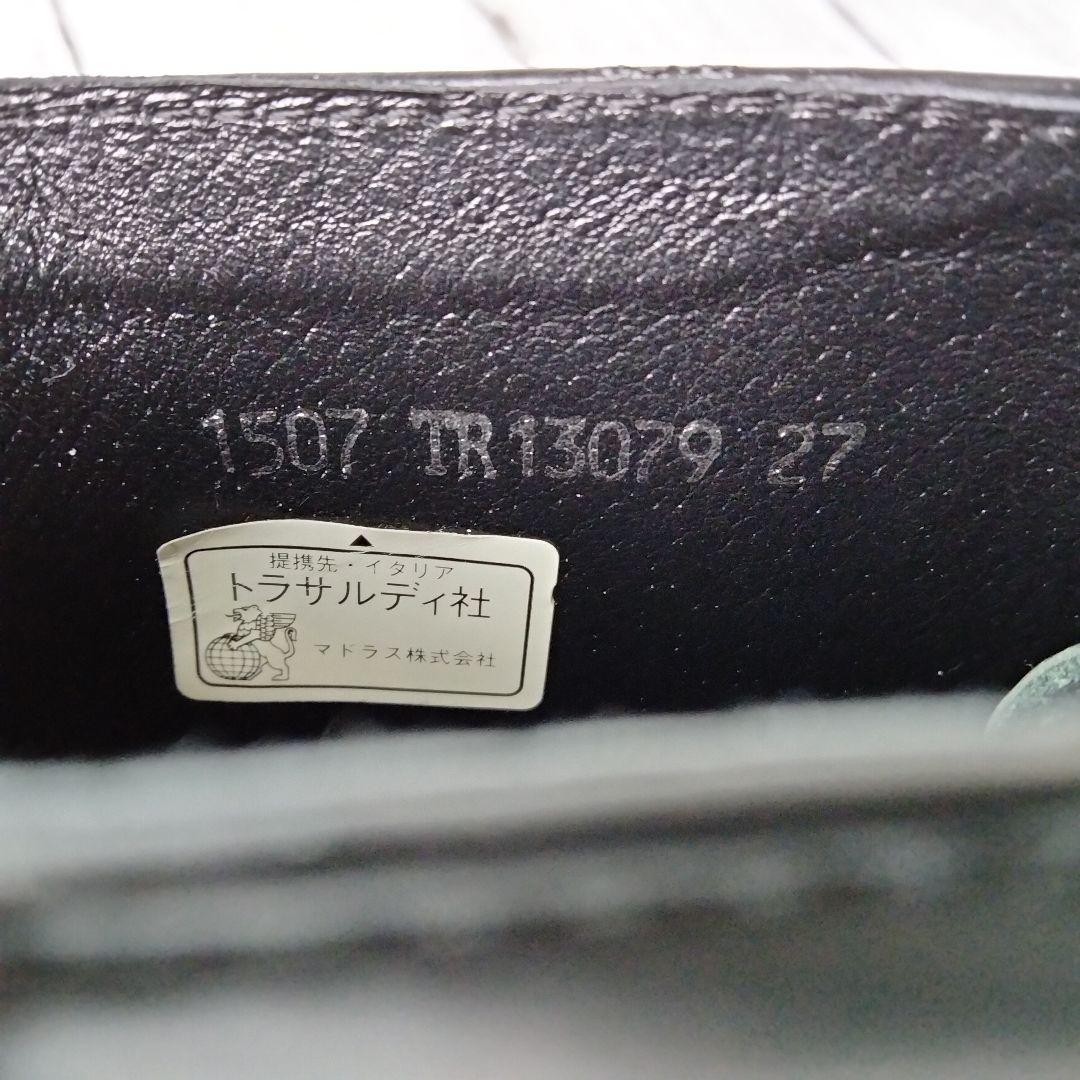 1507 TR13079 27
提携先・イタリア
トラサルディ社
マドラス株式会社